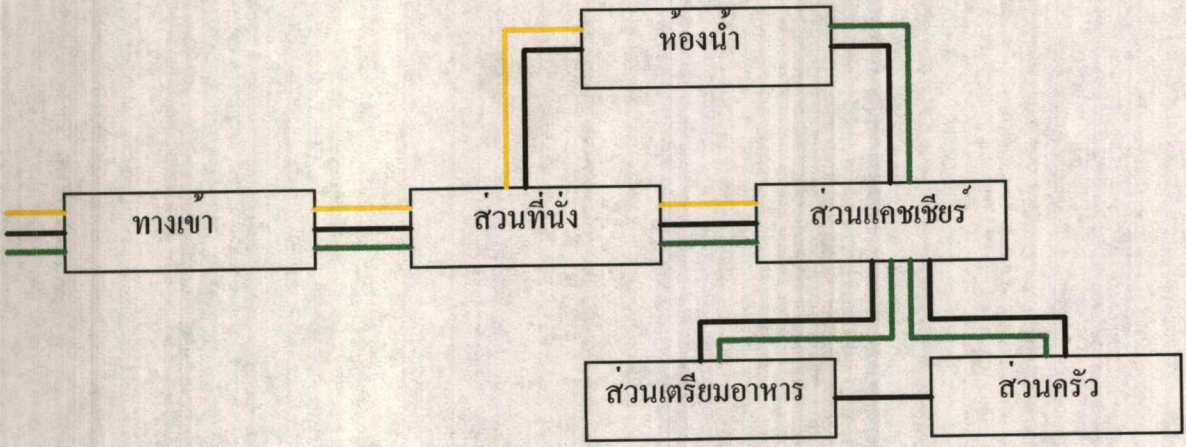 ห้องน้ำ
ทางเข้า
ส่วนที่นั่ง
ส่วนแคชเชียร์
ส่วนเตรียมอาหาร
ส่วนครัว